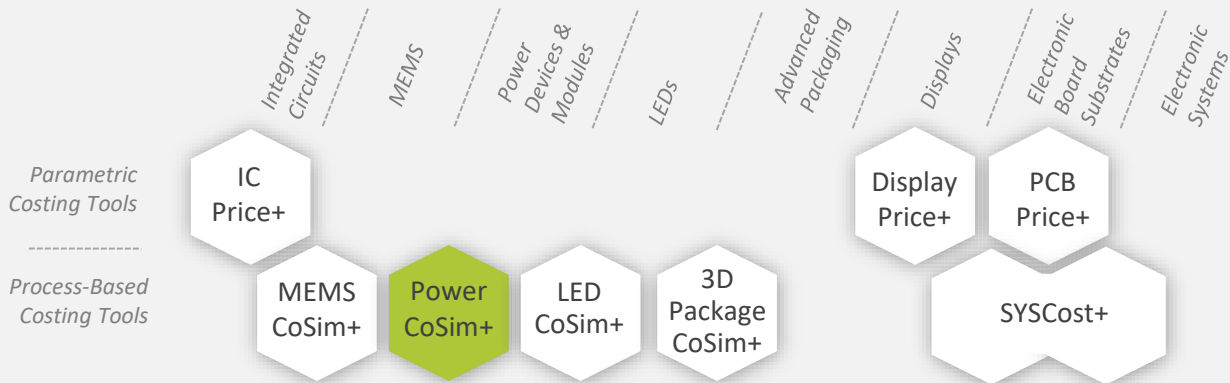 Integrated
Circuits
MEMS
Power
Devices &
Modules
LEDs
Advanced
Packaging
Displays
Electronic
Board
Substrates
Electronic
Systems
Parametric
Costing Tools
IC
Price+
Display
Price+
PCB
Price+
Process-Based
Costing Tools
MEMS
CoSim+
Power
CoSim+
LED
CoSim+
3D
Package
CoSim+
SYSCost+